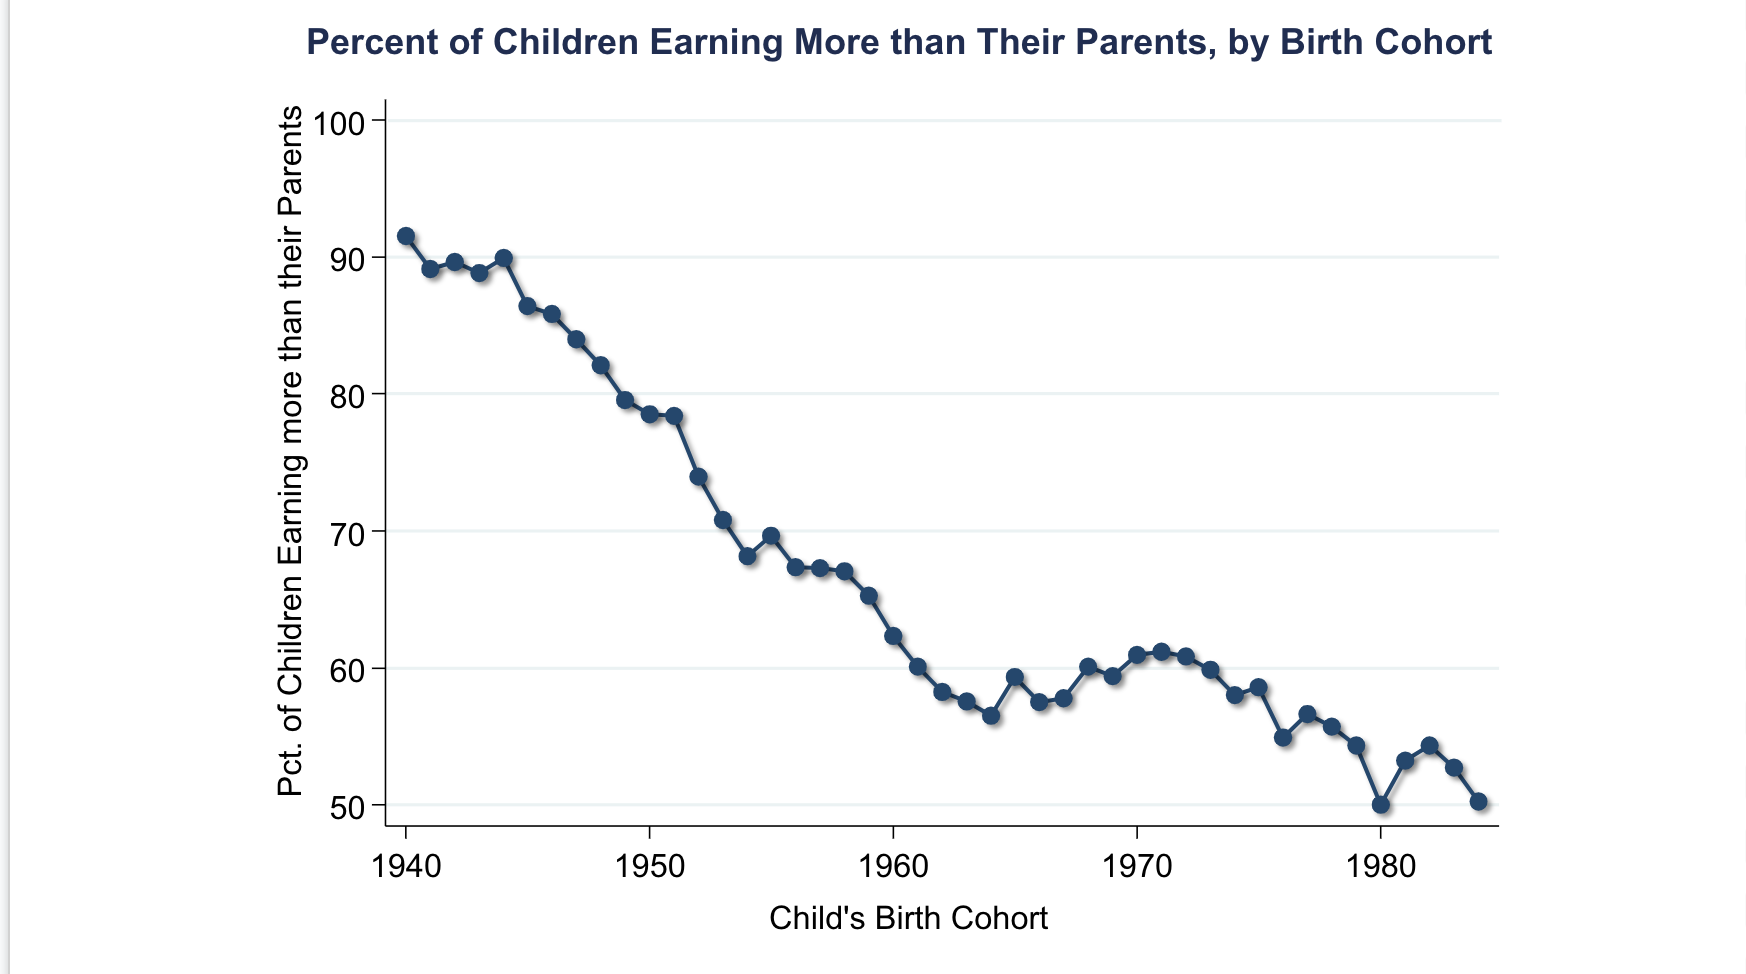 Percent of Children Earning More than Their Parents, by Birth Cohort
Pct. of Children Earning more than their Parents
100
90
80
70
60
50
1940 1950 1960 1970 1980
Child's Birth Cohort